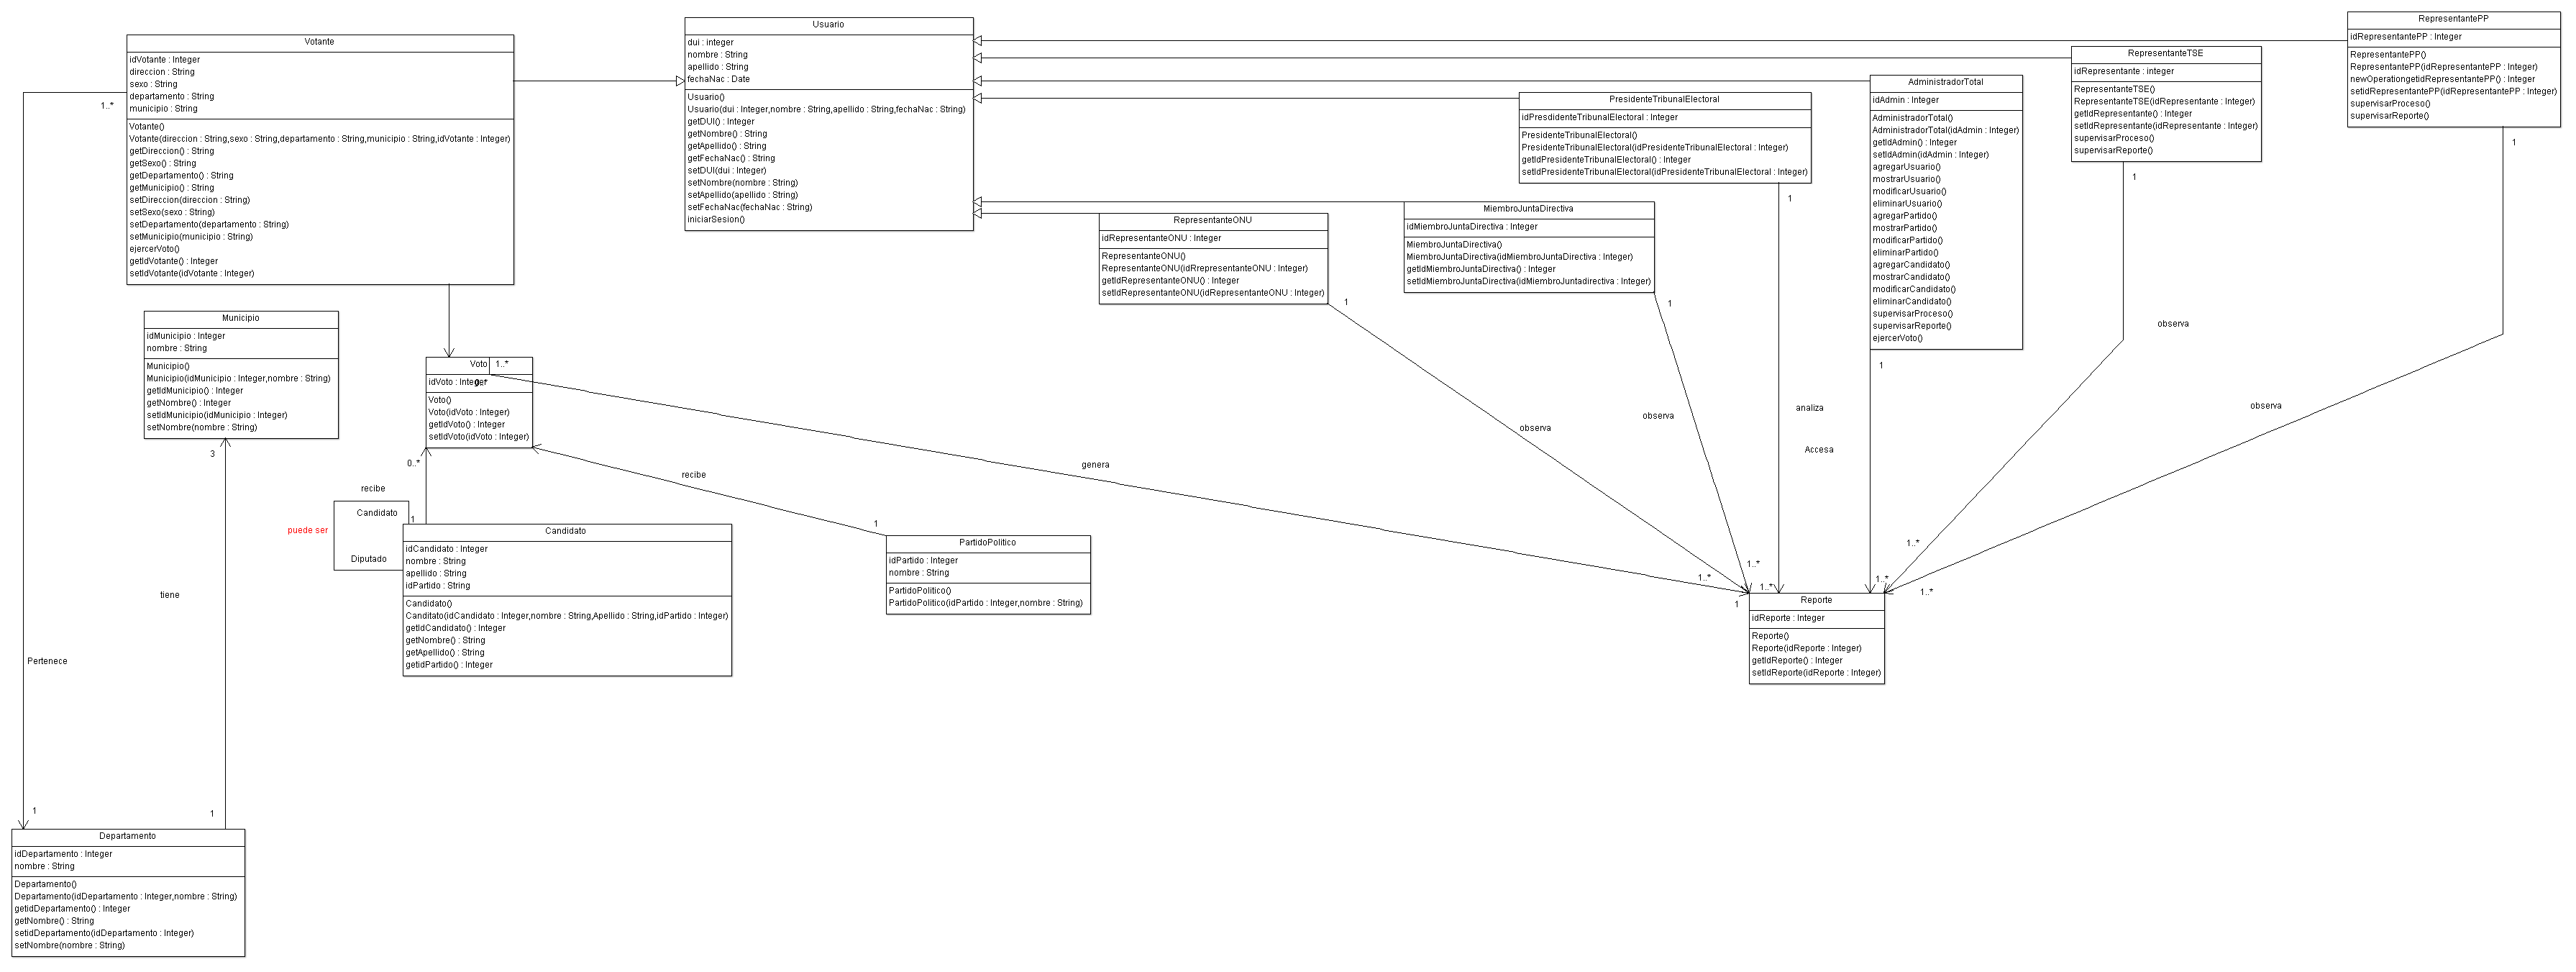 Votante
idVotante : Integer
direccion : String
sexo : String
departamento : String
municipio : String
Votante()
Votante(direccion : String,sexo : String,departamento : String,municipio : String,idVotante : Integer)
getDireccion() : String
getSexo() : String
getDepartamento() : String
getMunicipio() : String
setDireccion(direccion : String)
setSexo(sexo : String)
setDepartamento(departamento : String)
setMunicipio(municipio : String)
ejercerVoto()
getIdVotante() : Integer
setIdVotante(idVotante : Integer)
Usuario
dui : integer
nombre : String
apellido : String
fechaNac : Date
Usuario()
Usuario(dui : Integer,nombre : String,apellido : String,fechaNac : String)
getDUI() : Integer
getNombre() : String
getApellido() : String
getFechaNac() : String
setDUI(dui : Integer)
setNombre(nombre : String)
setApellido(apellido : String)
setFechaNac(fechaNac : String)
iniciarSesion()
RepresentanteONU
idRepresentanteONU : Integer
RepresentanteONU()
RepresentanteONU(idRrepresentanteONU : Integer)
getIdRepresentanteONU() : Integer
setIdRepresentanteONU(idRepresentanteONU : Integer)
MiembroJuntaDirectiva
idMiembroJuntaDirectiva : Integer
MiembroJuntaDirectiva()
MiembroJuntaDirectiva(idMiembroJuntaDirectiva : Integer)
getIdMiembroJuntaDirectiva() : Integer
setIdMiembroJuntaDirectiva(idMiembroJuntadirectiva : Integer)
PresidenteTribunalElectoral
idPresdidenteTribunalElectoral : Integer
PresidenteTribunalElectoral()
PresidenteTribunalElectoral(idPresidenteTribunalElectoral : Integer)
getIdPresidenteTribunalElectoral() : Integer
setIdPresidenteTribunalElectoral(idPresidenteTribunalElectoral : Integer)
AdministradorTotal
idAdmin : Integer
AdministradorTotal()
AdministradorTotal(idAdmin : Integer)
getIdAdmin() : Integer
setIdAdmin(idAdmin : Integer)
agregarUsuario()
mostrarUsuario()
modificarUsuario()
eliminarUsuario()
agregarPartido()
mostrarPartido()
modificarPartido()
eliminarPartido()
agregarCandidato()
mostrarCandidato()
modificarCandidato()
eliminarCandidato()
supervisarProceso()
supervisarReporte()
ejercerVoto()
RepresentanteTSE
idRepresentante : integer
RepresentanteTSE()
RepresentanteTSE(idRepresentante : Integer)
getIdRepresentante() : Integer
setIdRepresentante(idRepresentante : Integer)
supervisarProceso()
supervisarReporte()
RepresentantePP
idRepresentantePP : Integer
RepresentantePP()
RepresentantePP(idRepresentantePP : Integer)
newOperationgetidRepresentantePP() : Integer
setidRepresentantePP(idRepresentantePP : Integer)
supervisarProceso()
supervisarReporte()
1..*
Pertenece
1
Municipio
idMunicipio : Integer
nombre : String
Municipio()
Municipio(idMunicipio : Integer,nombre : String)
getIdMunicipio() : Integer
getNombre() : Integer
setIdMunicipio(idMunicipio : Integer)
setNombre(nombre : String)
3
tiene
1
Departamento
idDepartamento : Integer
nombre : String
Departamento()
Departamento(idDepartamento : Integer,nombre : String)
getidDepartamento() : Integer
getNombre() : String
setidDepartamento(idDepartamento : Integer)
setNombre(nombre : String)
Voto
1..*
idVoto : Integer
0..*
Voto()
Voto(idVoto : Integer)
getIdVoto() : Integer
setIdVoto(idVoto : Integer)
0..*
recibe
1
Candidato
puede ser
Diputado
Candidato
idCandidato : Integer
nombre : String
apellido : String
idPartido : String
Candidato()
Canditato(idCandidato : Integer,nombre : String,Apellido : String,idPartido : Integer)
getIdCandidato() : Integer
getNombre() : String
getApellido() : String
getidPartido() : Integer
recibe
1
PartidoPolitico
idPartido : Integer
nombre : String
PartidoPolitico()
PartidoPolitico(idPartido : Integer,nombre : String)
genera
1..*
1
observa
1
observa
1..*
1
analiza
1..*
1
Accesa
1..*
1
observa
1..*
1
observa
1..*
1
Reporte
idReporte : Integer
Reporte()
Reporte(idReporte : Integer)
getIdReporte() : Integer
setIdReporte(idReporte : Integer)